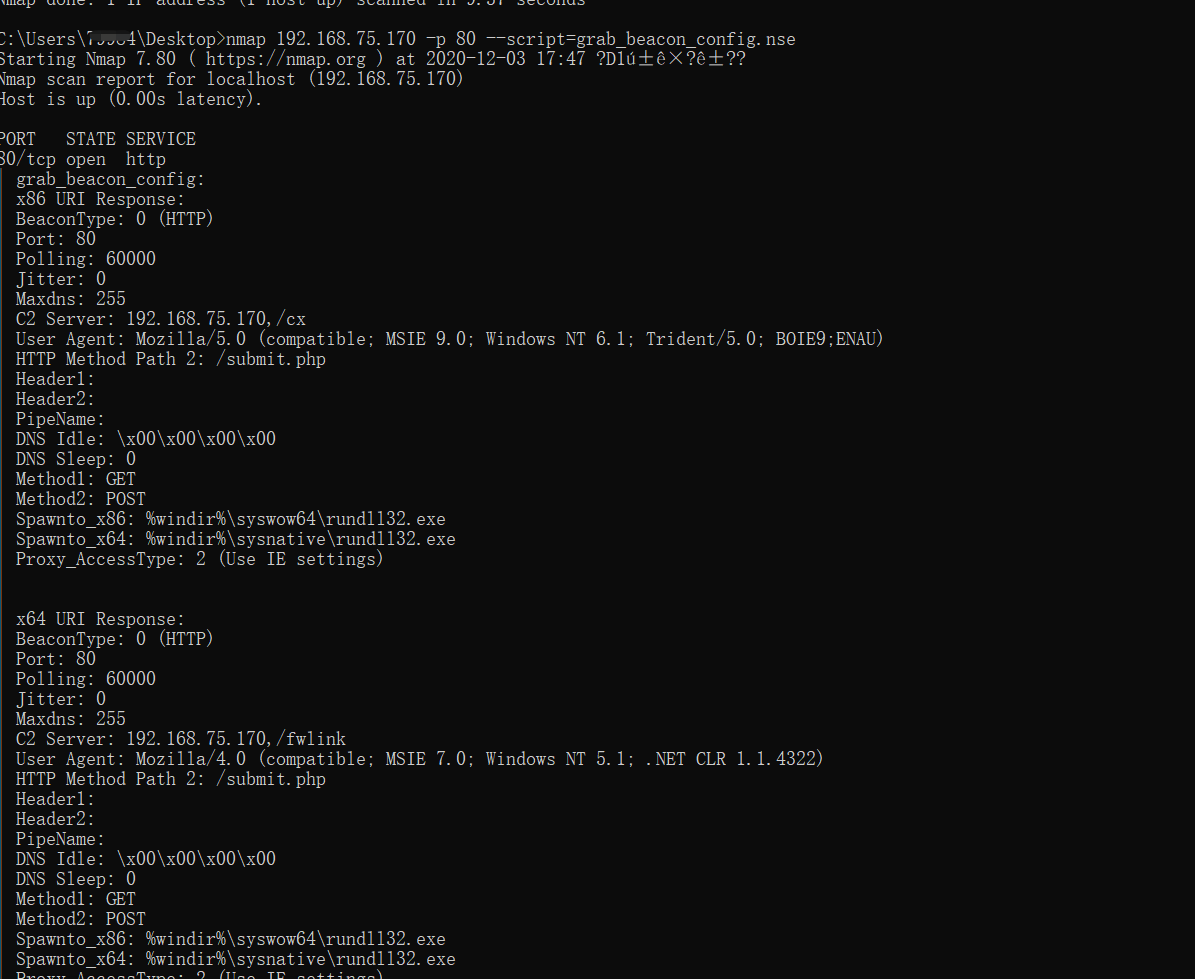 Nmap done: 1 IP address (1 host up) scanned in 9.37 seconds
C:\Users\ 4\Desktop>nmap 192.168.75.170 -p 80 --script=grab_beacon_config.nse
Starting Nmap 7.80 ( https://nmap.org ) at 2020-12-03 17:47 ?D1ú±ê×?ê±??
Nmap scan report for localhost (192.168.75.170)
Host is up (0.00s latency).
PORT   STATE SERVICE
80/tcp open  http
grab_beacon_config:
x86 URI Response:
BeaconType: 0 (HTTP)
Port: 80
Polling: 60000
Jitter: 0
Maxdns: 255
C2 Server: 192.168.75.170,/cx
User Agent: Mozilla/5.0 (compatible; MSIE 9.0; Windows NT 6.1; Trident/5.0; BOIE9;ENAU)
HTTP Method Path 2: /submit.php
Header1:
Header2:
PipeName:
DNS Idle: \x00\x00\x00\x00
DNS Sleep: 0
Method1: GET
Method2: POST
Spawnto_x86: %windir%\syswow64\rundll32.exe
Spawnto_x64: %windir%\sysnative\rundll32.exe
Proxy_AccessType: 2 (Use IE settings)
x64 URI Response:
BeaconType: 0 (HTTP)
Port: 80
Polling: 60000
Jitter: 0
Maxdns: 255
C2 Server: 192.168.75.170,/fwlink
User Agent: Mozilla/4.0 (compatible; MSIE 7.0; Windows NT 5.1; .NET CLR 1.1.4322)
HTTP Method Path 2: /submit.php
Header1:
Header2:
PipeName:
DNS Idle: \x00\x00\x00\x00
DNS Sleep: 0
Method1: GET
Method2: POST
Spawnto_x86: %windir%\syswow64\rundll32.exe
Spawnto_x64: %windir%\sysnative\rundll32.exe
Proxy_AccessType: 2 (Use IE settings)